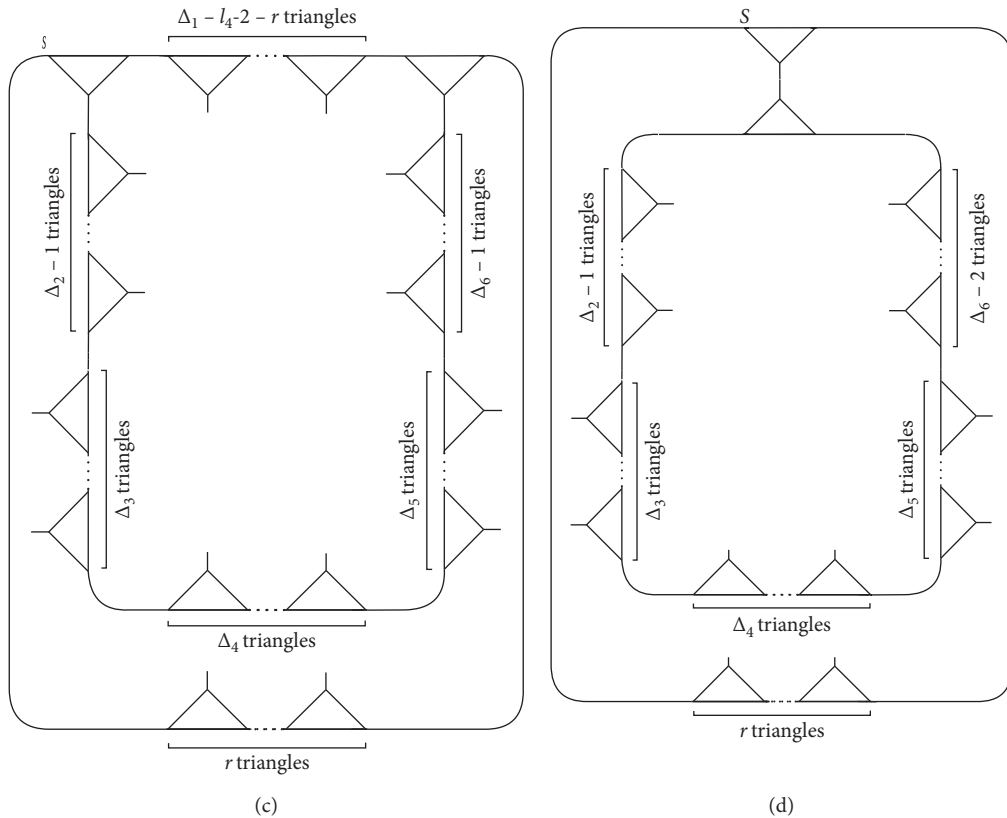 Δ₁ – l₄-2 – r triangles
s
Δ₂ – 1 triangles
Δ₆ – 1 triangles
Δ₃ triangles
Δ₅ triangles
Δ₄ triangles
r triangles
(c)
S
Δ₂ – 1 triangles
Δ₆ – 2 triangles
Δ₃ triangles
Δ₅ triangles
Δ₄ triangles
r triangles
(d)